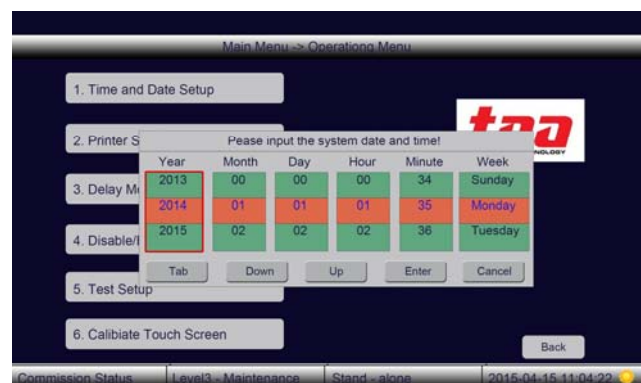 Main Menu -> Operationg Menu
1. Time and Date Setup
2. Printer S
Pease input the system date and time!
Year Month Day Hour Minute Week
2013 00 00 00 34 Sunday
3. Delay Mo
2014 01 01 01 35 Monday
2015 02 02 02 36 Tuesday
4. Disable/
Tab Down Up Enter Cancel
5. Test Setup
6. Calibiate Touch Screen
Back
Commission Status Level3 - Maintenance Stand - alone 2015-04-15 11:04:22